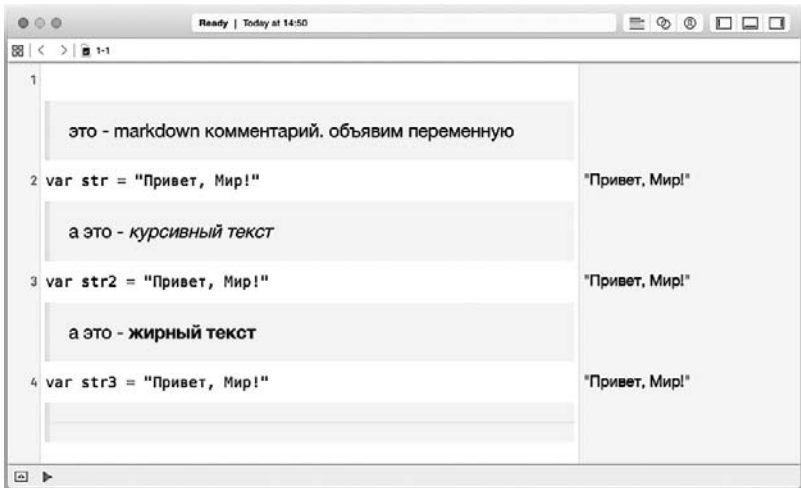 Ready | Today at 14:50
1-1
1
это - markdown комментарий. объявим переменную
2 var str = "Привет, Мир!" "Привет, Мир!"
а это - курсивный текст
3 var str2 = "Привет, Мир!" "Привет, Мир!"
а это - жирный текст
4 var str3 = "Привет, Мир!" "Привет, Мир!"